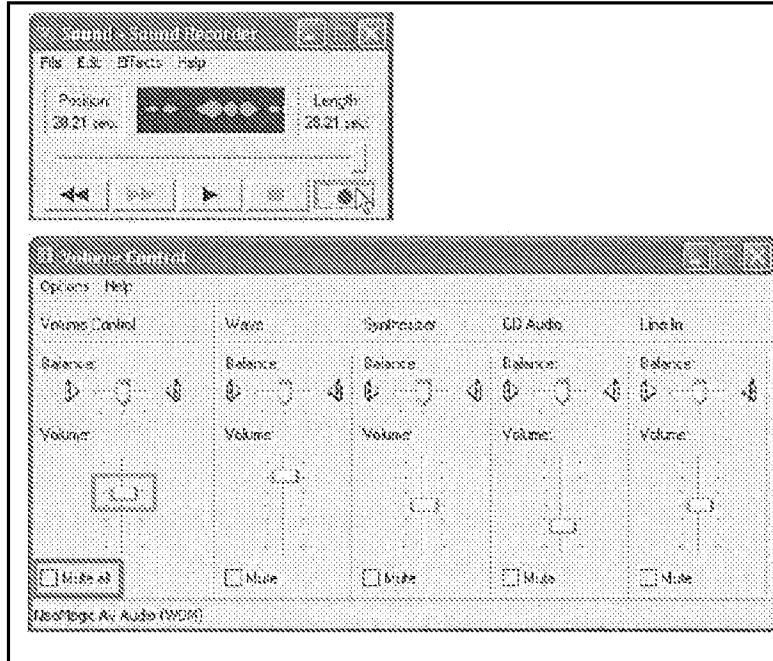 Sound - Sound Recorder
File Edit Effects Help
Position: Length:
28.21 sec. 28.21 sec.
Volume Control
Options Help
Volume Control Wave Synthesizer CD Audio Line In
Balance: Balance: Balance: Balance: Balance:
Volume: Volume: Volume: Volume: Volume:
Mute all Mute Mute Mute Mute
NeoMagic AV Audio (WDM)